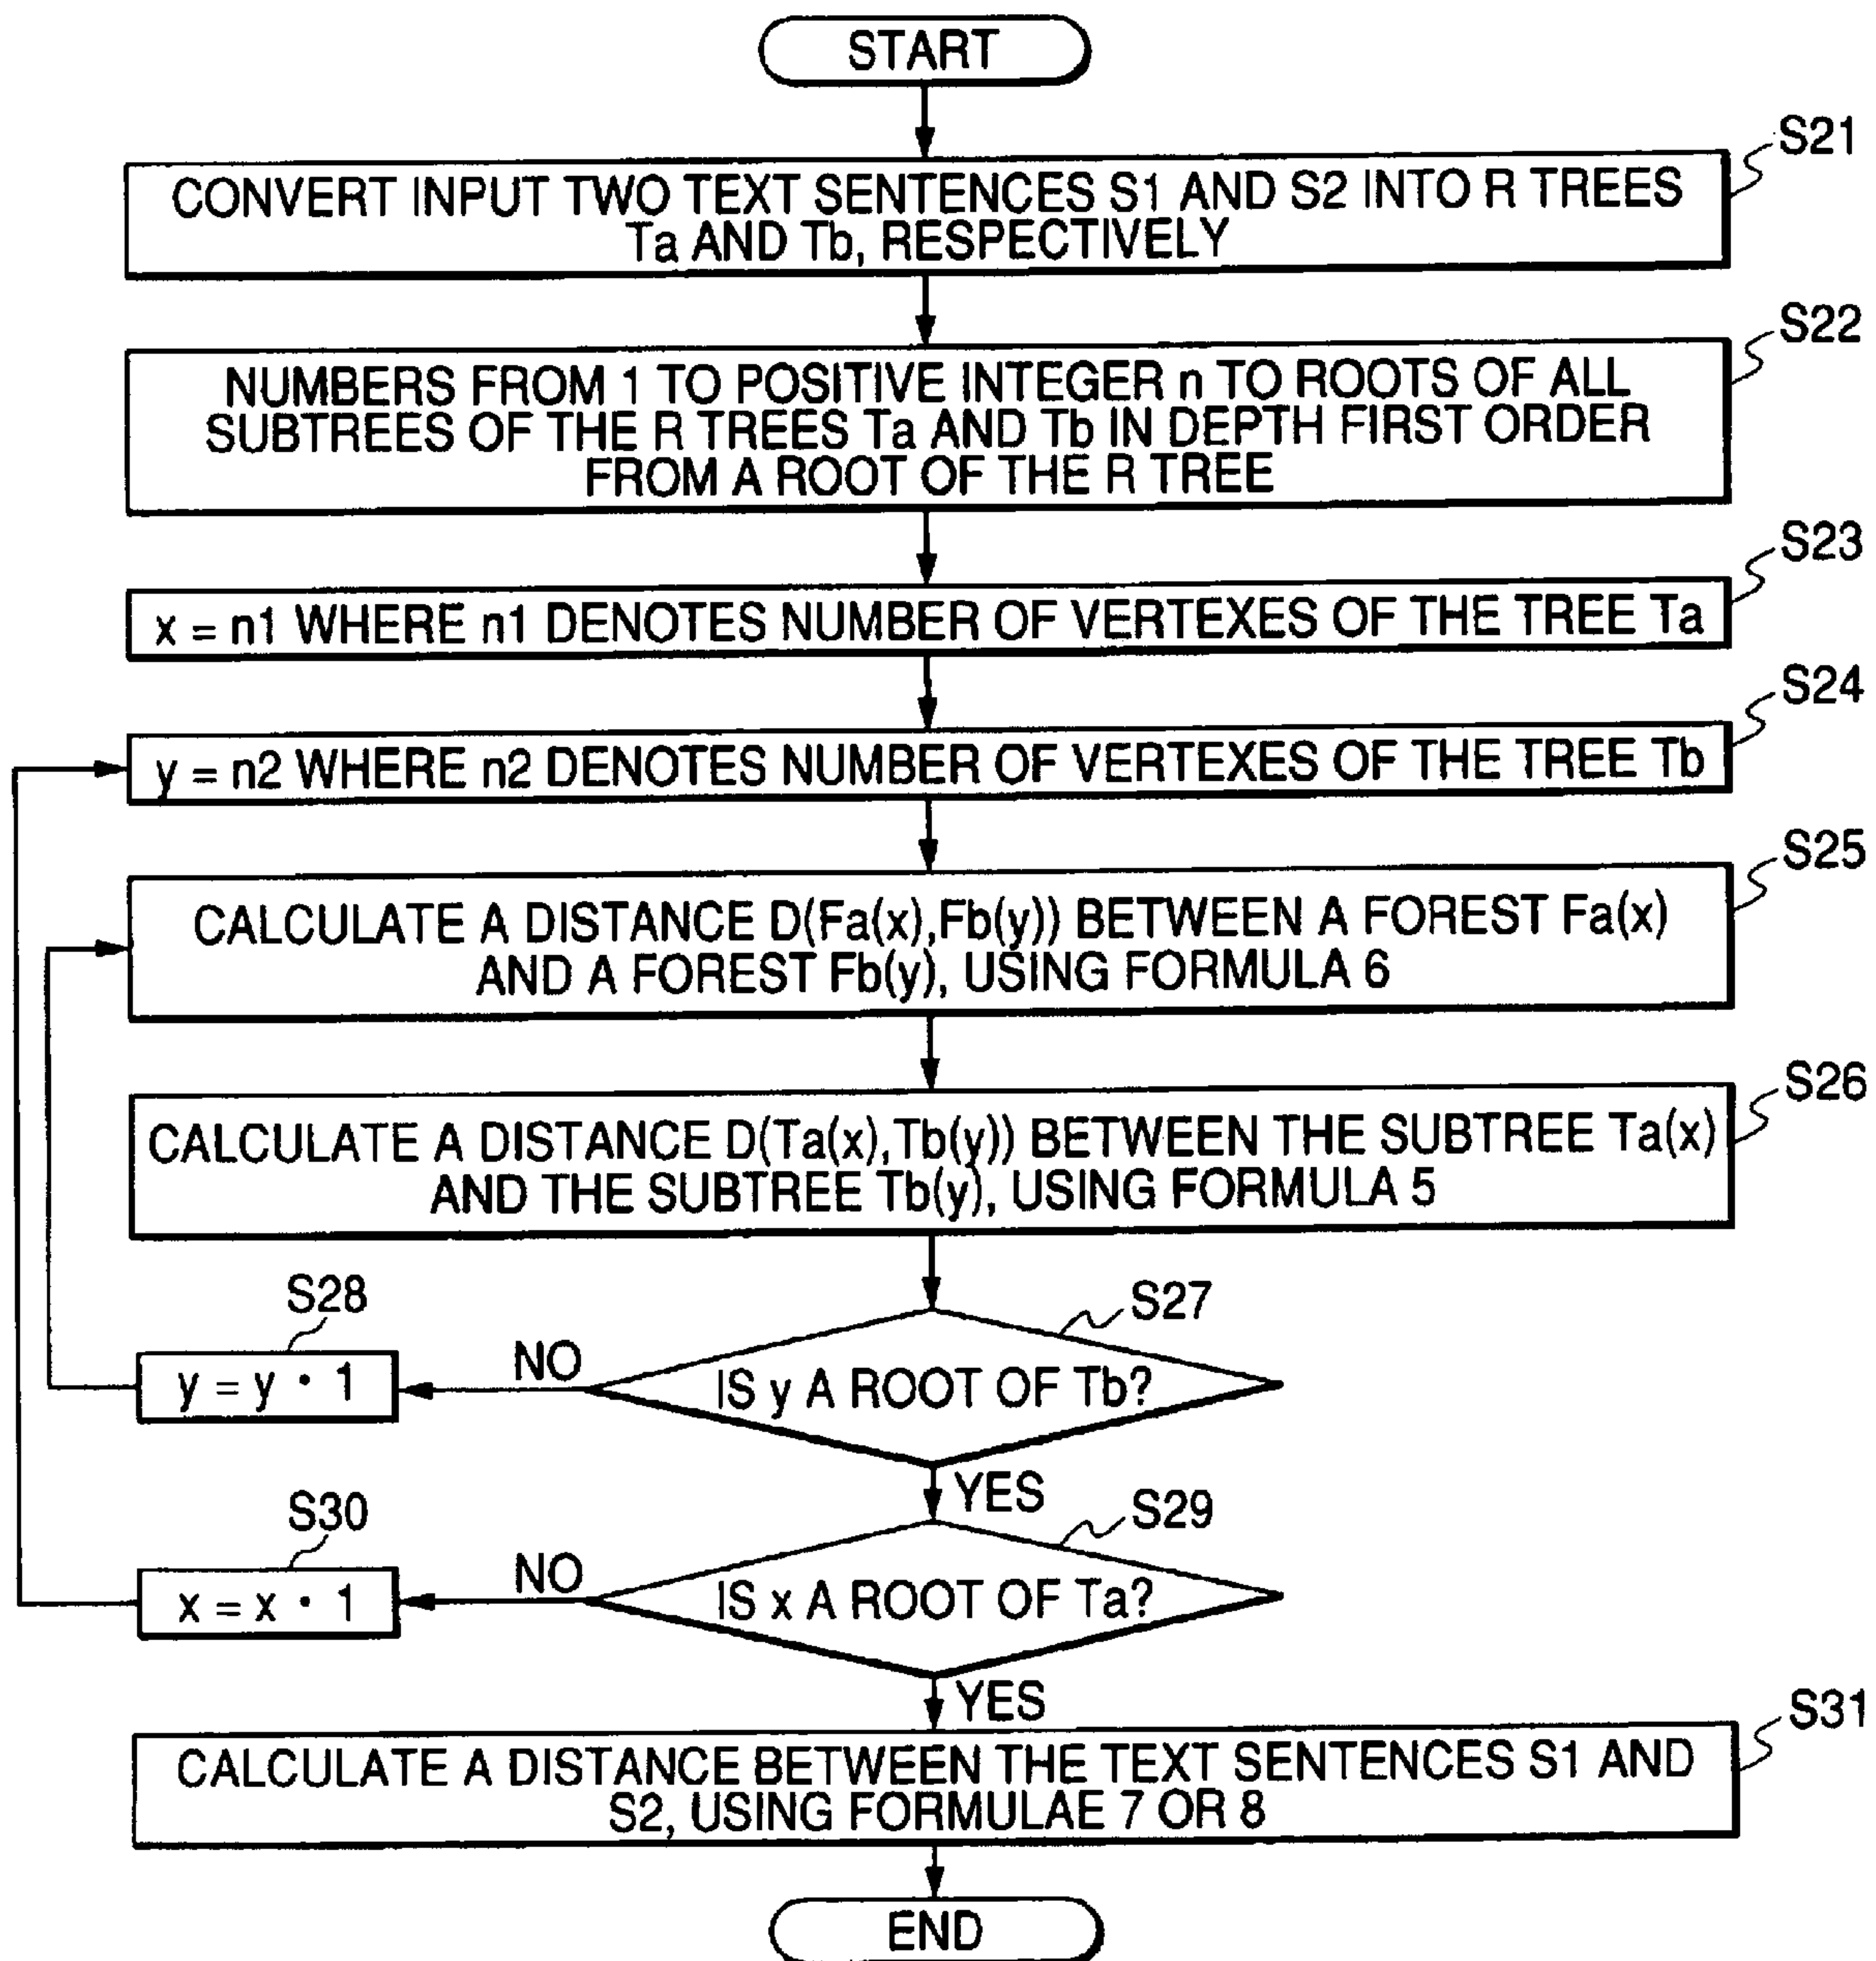 START
S21
CONVERT INPUT TWO TEXT SENTENCES S1 AND S2 INTO R TREES
Ta AND Tb, RESPECTIVELY
S22
NUMBERS FROM 1 TO POSITIVE INTEGER n TO ROOTS OF ALL
SUBTREES OF THE R TREES Ta AND Tb IN DEPTH FIRST ORDER
FROM A ROOT OF THE R TREE
S23
x = n1 WHERE n1 DENOTES NUMBER OF VERTEXES OF THE TREE Ta
S24
y = n2 WHERE n2 DENOTES NUMBER OF VERTEXES OF THE TREE Tb
S25
CALCULATE A DISTANCE D(Fa(x),Fb(y)) BETWEEN A FOREST Fa(x)
AND A FOREST Fb(y), USING FORMULA 6
S26
CALCULATE A DISTANCE D(Ta(x),Tb(y)) BETWEEN THE SUBTREE Ta(x)
AND THE SUBTREE Tb(y), USING FORMULA 5
S28
S27
NO
y = y · 1
IS y A ROOT OF Tb?
YES
S30
S29
NO
x = x · 1
IS x A ROOT OF Ta?
YES
S31
CALCULATE A DISTANCE BETWEEN THE TEXT SENTENCES S1 AND
S2, USING FORMULAE 7 OR 8
END